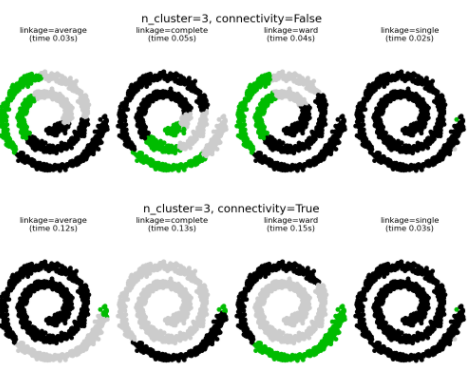 n_cluster=3, connectivity=False
linkage=average linkage=complete linkage=ward linkage=single
(time 0.03s) (time 0.05s) (time 0.04s) (time 0.02s)
n_cluster=3, connectivity=True
linkage=average linkage=complete linkage=ward linkage=single
(time 0.12s) (time 0.13s) (time 0.15s) (time 0.03s)